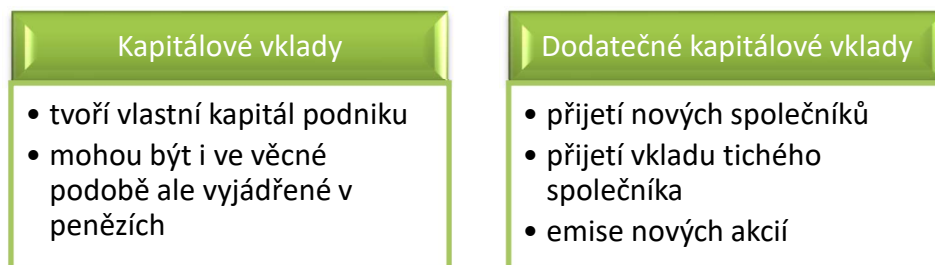 Kapitálové vklady
• tvoří vlastní kapitál podniku
• mohou být i ve věcné
podobě ale vyjádřené v
penězích
Dodatečné kapitálové vklady
• přijetí nových společníků
• přijetí vkladu tichého
společníka
• emise nových akcií